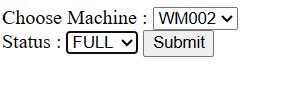 Choose Machine : WM002
Status : FULL Submit